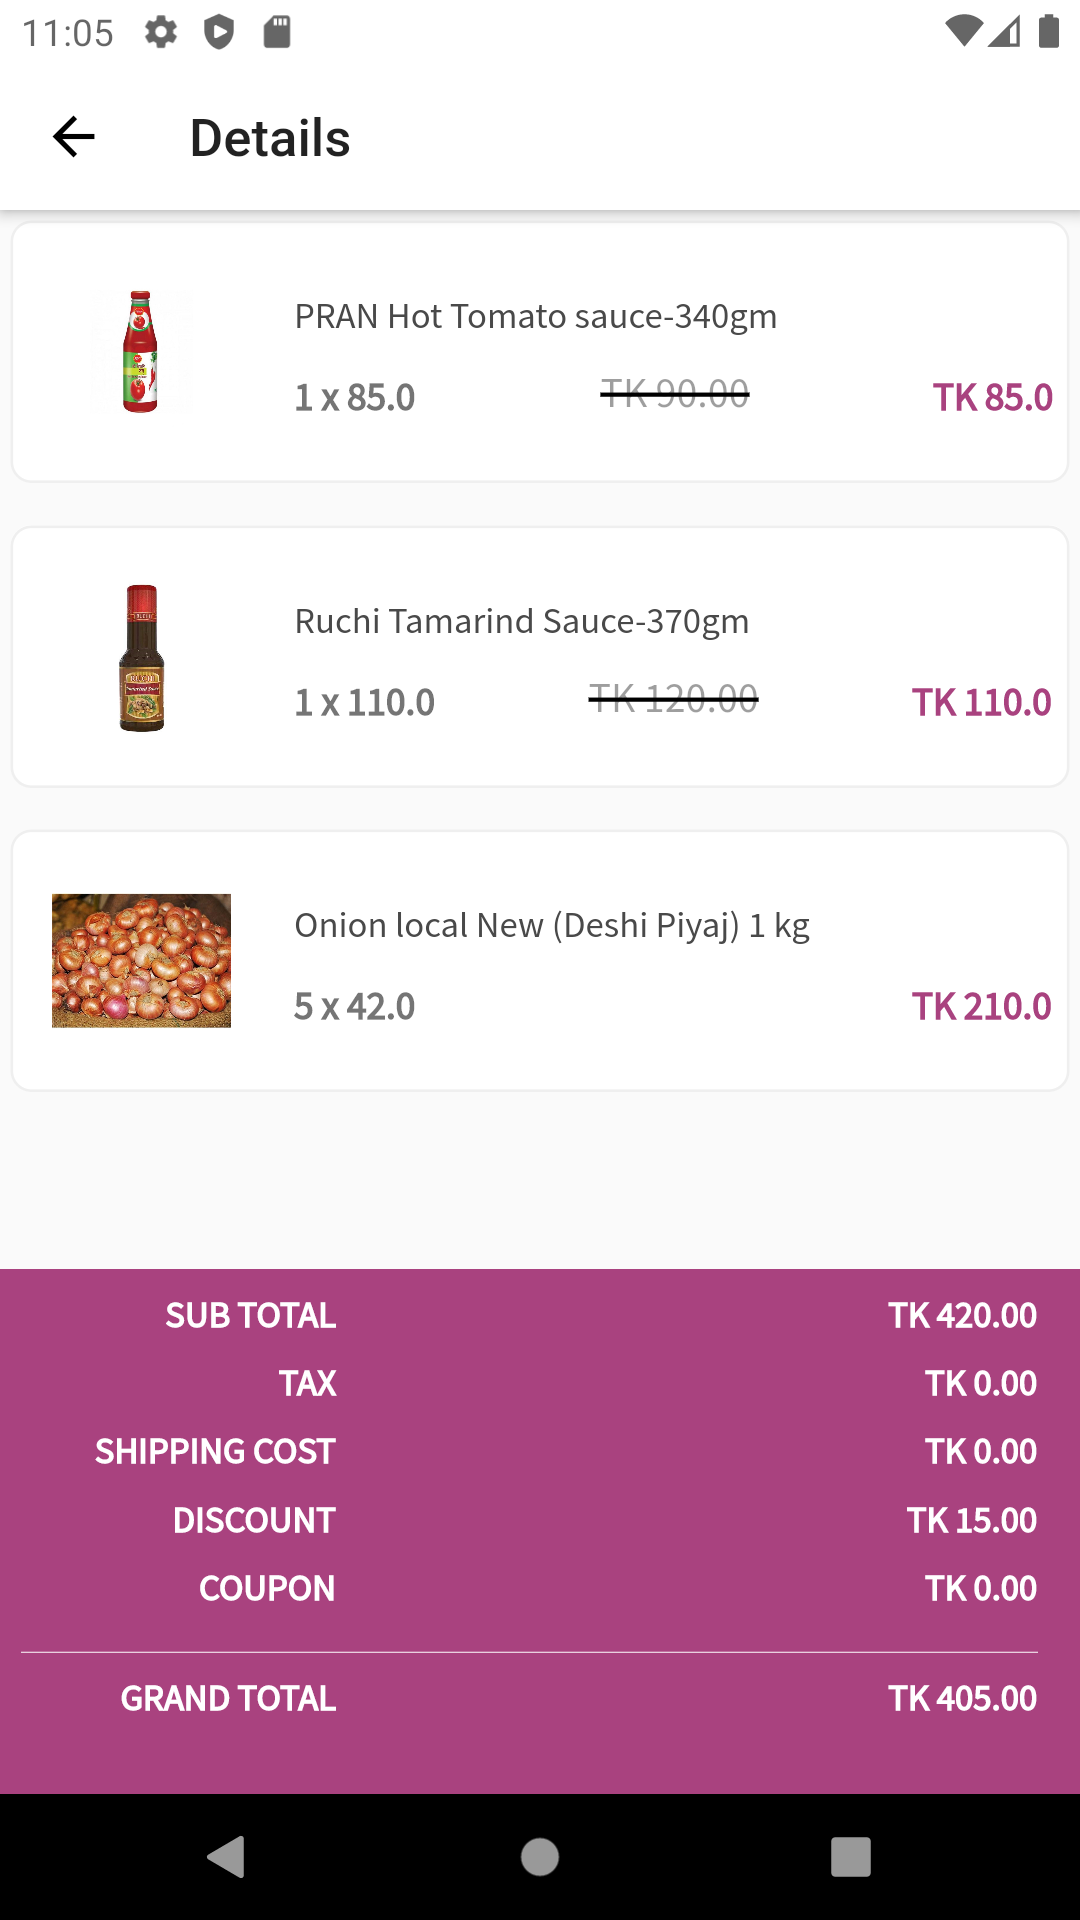 11:05
Details
PRAN Hot Tomato sauce-340gm
1 x 85.0 TK 90.00 TK 85.0
Ruchi Tamarind Sauce-370gm
1 x 110.0 TK 120.00 TK 110.0
Onion local New (Deshi Piyaj) 1 kg
5 x 42.0 TK 210.0
SUB TOTAL TK 420.00
TAX TK 0.00
SHIPPING COST TK 0.00
DISCOUNT TK 15.00
COUPON TK 0.00
GRAND TOTAL TK 405.00